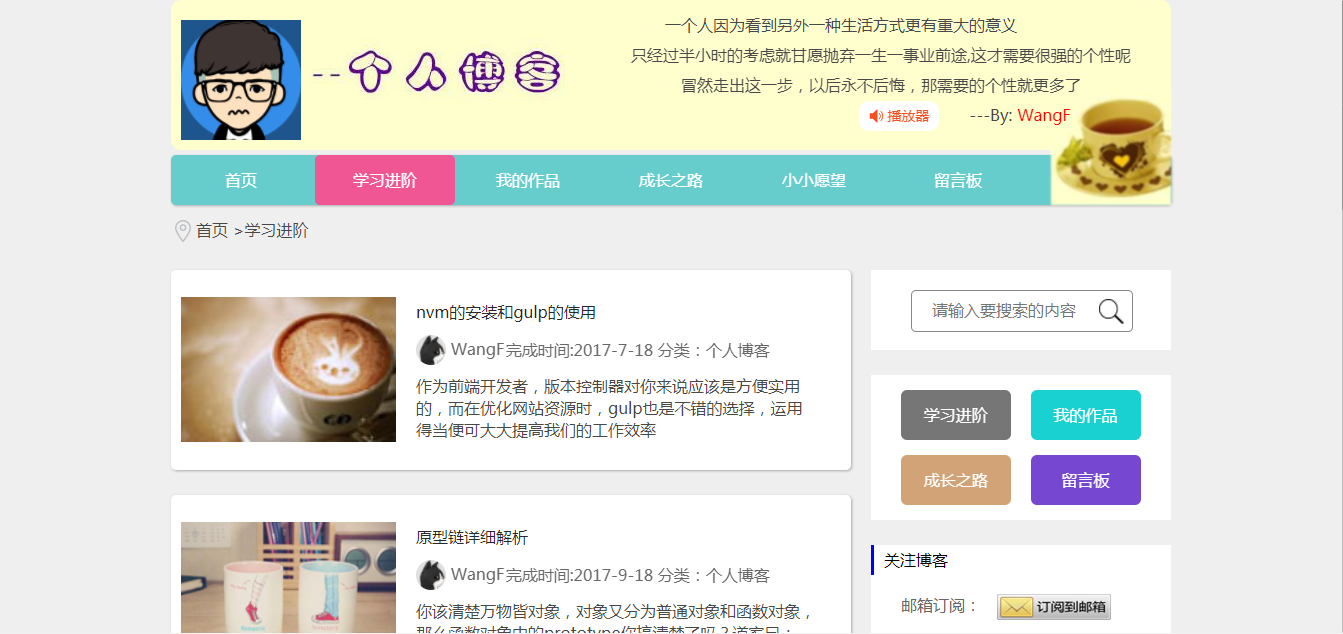 一个人因为看到另外一种生活方式更有重大的意义
--个人博客
只经过半小时的考虑就甘愿抛弃一生一事业前途,这才需要很强的个性呢
冒然走出这一步，以后永不后悔，那需要的个性就更多了
播放器
---By: WangF
首页
学习进阶
我的作品
成长之路
小小愿望
留言板
首页 >学习进阶
nvm的安装和gulp的使用
WangF完成时间:2017-7-18 分类：个人博客
作为前端开发者，版本控制器对你来说应该是方便实用
的，而在优化网站资源时，gulp也是不错的选择，运用
得当便可大大提高我们的工作效率
原型链详细解析
WangF完成时间:2017-9-18 分类：个人博客
你该清楚万物皆对象，对象又分为普通对象和函数对象，
那么函数对象中的prototype你搞清楚了吗？道客曰：
请输入要搜索的内容
学习进阶
我的作品
成长之路
留言板
关注博客
邮箱订阅：
订阅到邮箱